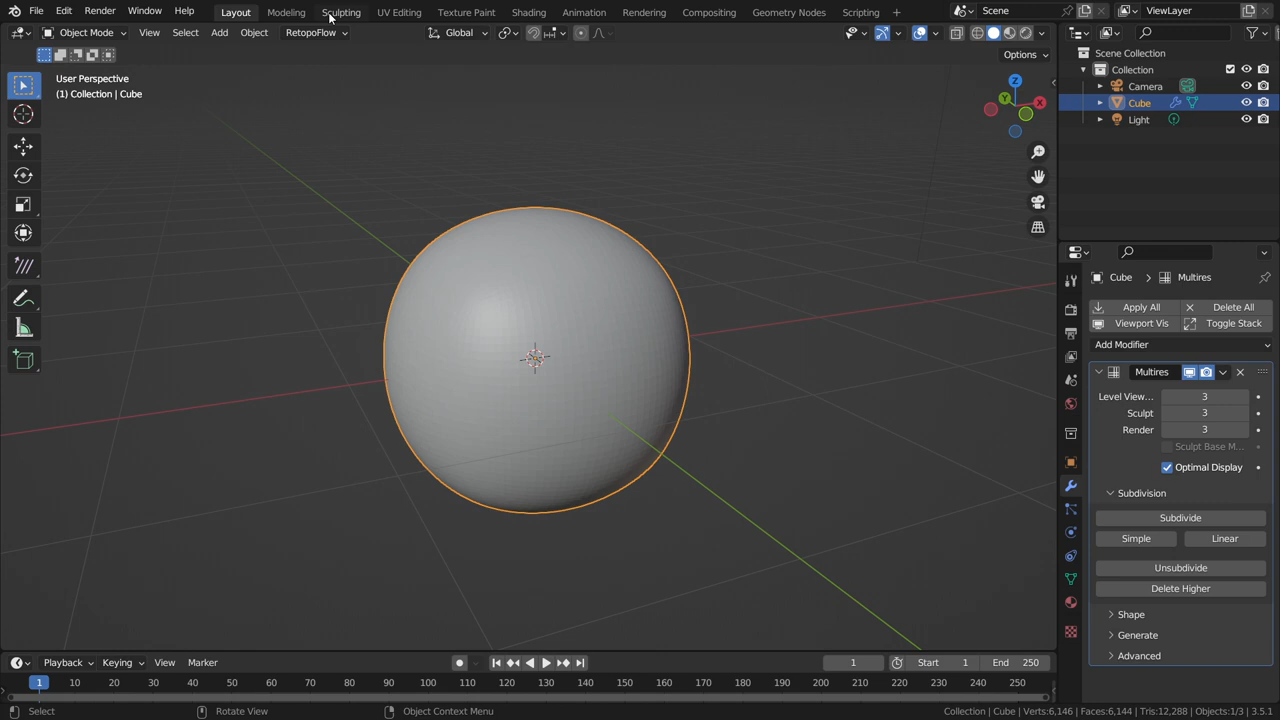 File Edit Render Window Help Layout Modeling Sculpting UV Editing Texture Paint Shading Animation Rendering Compositing Geometry Nodes Scripting + Scene ViewLayer
Object Mode View Select Add Object RetopoFlow Global
Options
User Perspective
(1) Collection | Cube
X
Y
Z
Scene Collection
Collection
Camera
Cube
Light
Cube > Multires
Apply All Delete All
Viewport Vis Toggle Stack
Add Modifier
Multires
Level View... 3
Sculpt 3
Render 3
Sculpt Base M...
Optimal Display
Subdivision
Subdivide
Simple Linear
Unsubdivide
Delete Higher
Shape
Generate
Advanced
Playback Keying View Marker 1 Start 1 End 250
1 10 20 30 40 50 60 70 80 90 100 110 120 130 140 150 160 170 180 190 200 210 220 230 240 250
Select Rotate View Object Context Menu Collection | Cube | Verts:6,146 | Faces:6,144 | Tris:12,288 | Objects:1/3 | 3.5.1